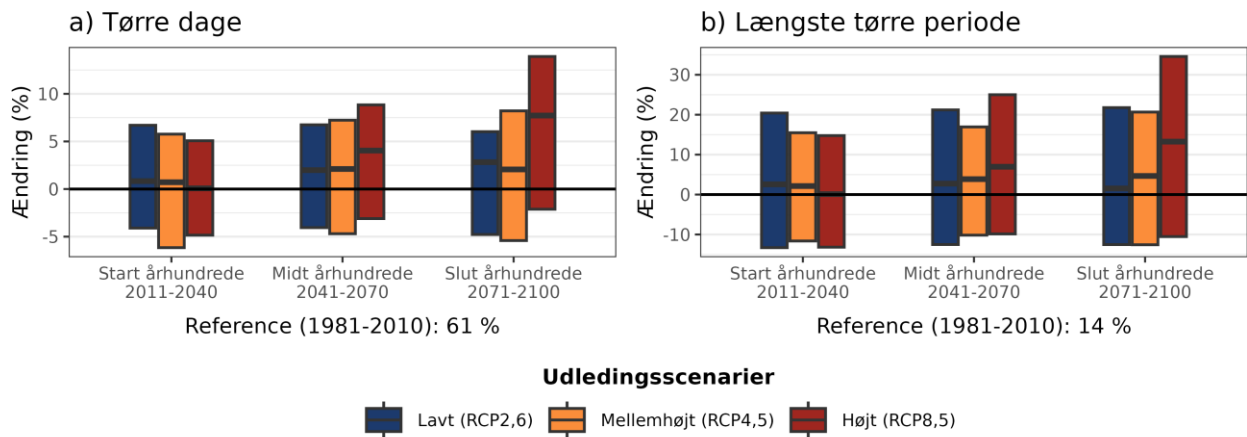 a) Tørre dage
Ændring (%)
10
5
0
-5
Start århundrede
2011-2040
Midt århundrede
2041-2070
Slut århundrede
2071-2100
Reference (1981-2010): 61 %
b) Længste tørre periode
Ændring (%)
30
20
10
0
-10
Start århundrede
2011-2040
Midt århundrede
2041-2070
Slut århundrede
2071-2100
Reference (1981-2010): 14 %
Udledingsscenarier
Lavt (RCP2,6)
Mellemhøjt (RCP4,5)
Højt (RCP8,5)